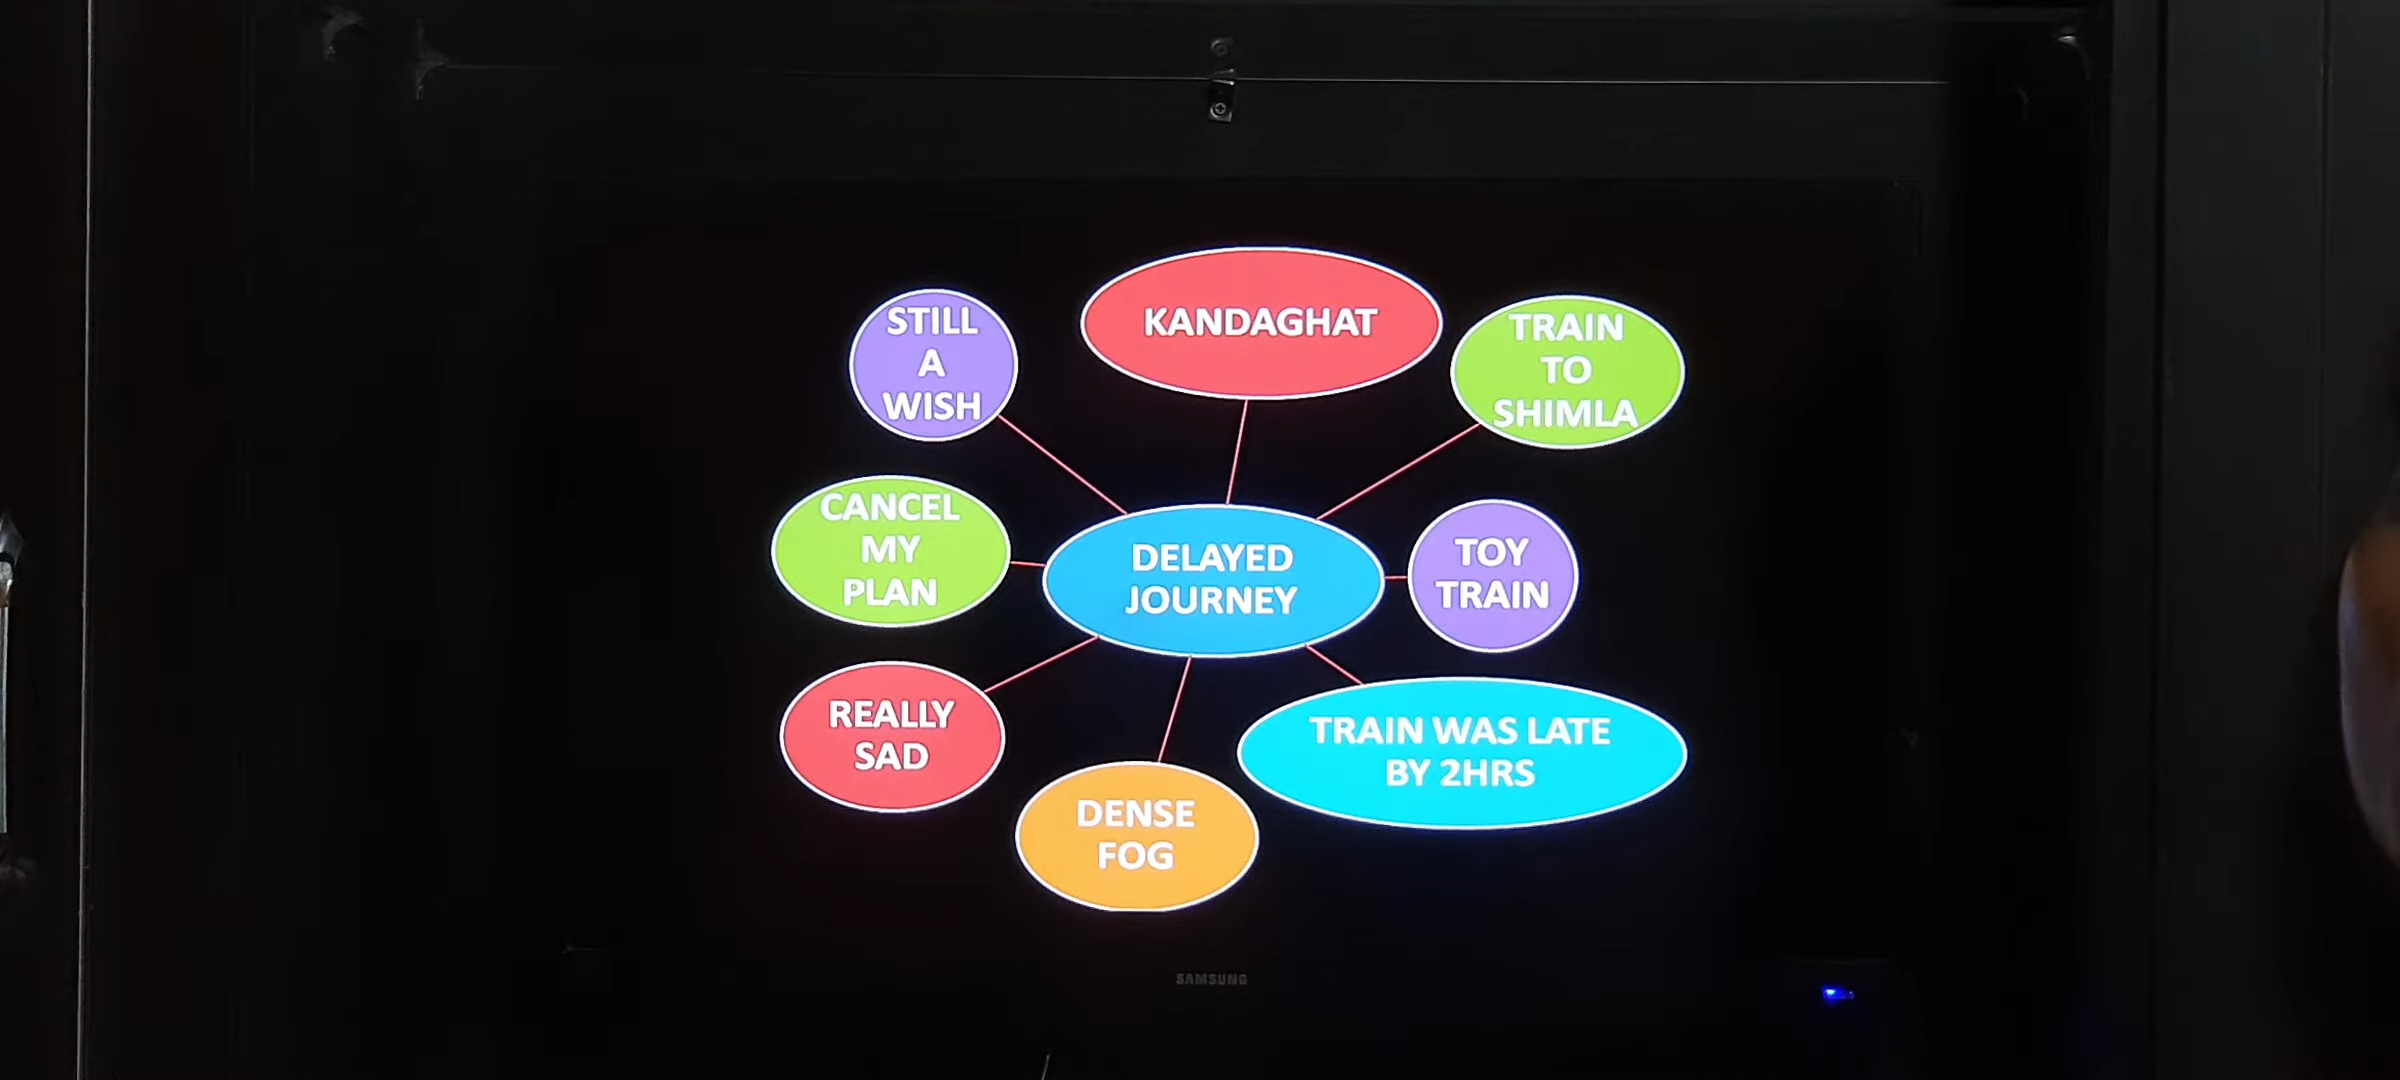 KANDAGHAT
TRAIN
TO
SHIMLA
TOY
TRAIN
TRAIN WAS LATE
BY 2HRS
DENSE
FOG
REALLY
SAD
CANCEL
MY
PLAN
STILL
A
WISH
DELAYED
JOURNEY
SAMSUNG